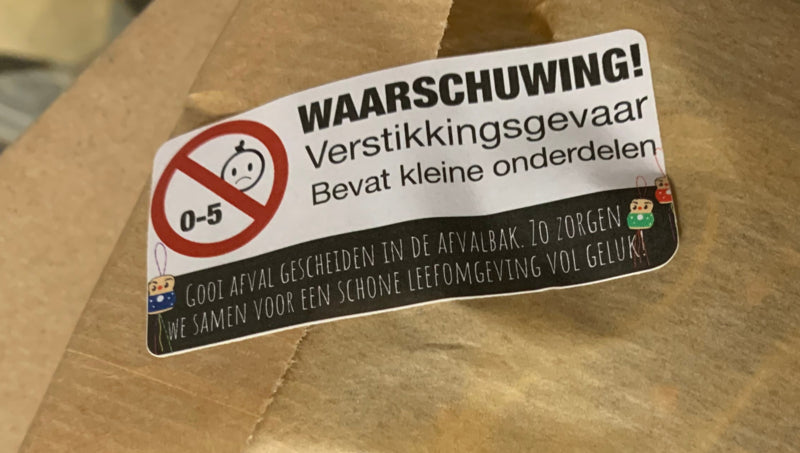 WAARSCHUWING!
Verstikkingsgevaar
Bevat kleine onderdelen
0-5
GOOI AFVAL GESCHEIDEN IN DE AFVALBAK. ZO ZORGEN
WE SAMEN VOOR EEN SCHONE LEEFOMGEVING VOL GELUK!